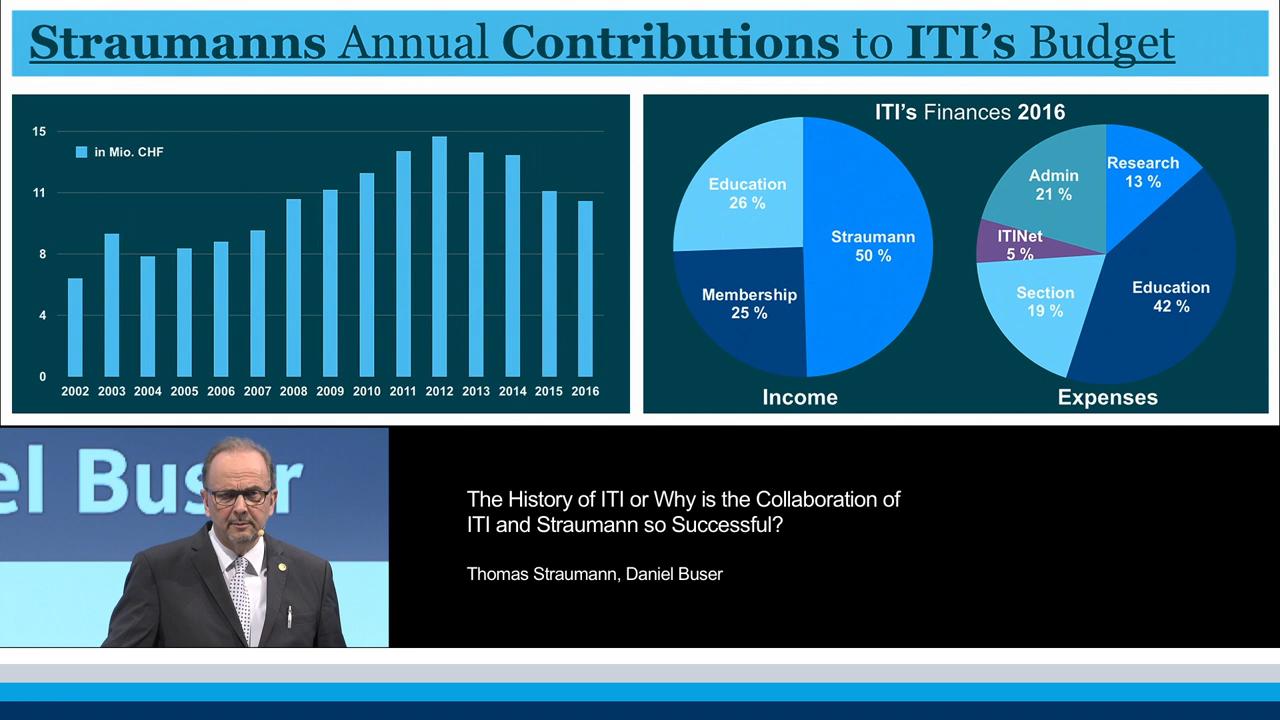 Straumanns Annual Contributions to ITI’s Budget
15
11
8
4
0
in Mio. CHF
2002 2003 2004 2005 2006 2007 2008 2009 2010 2011 2012 2013 2014 2015 2016
ITI’s Finances 2016
Education
26 %
Straumann
50 %
Membership
25 %
Income
Research
13 %
Admin
21 %
ITINet
5 %
Section
19 %
Education
42 %
Expenses
el Buser
The History of ITI or Why is the Collaboration of
ITI and Straumann so Successful?
Thomas Straumann, Daniel Buser